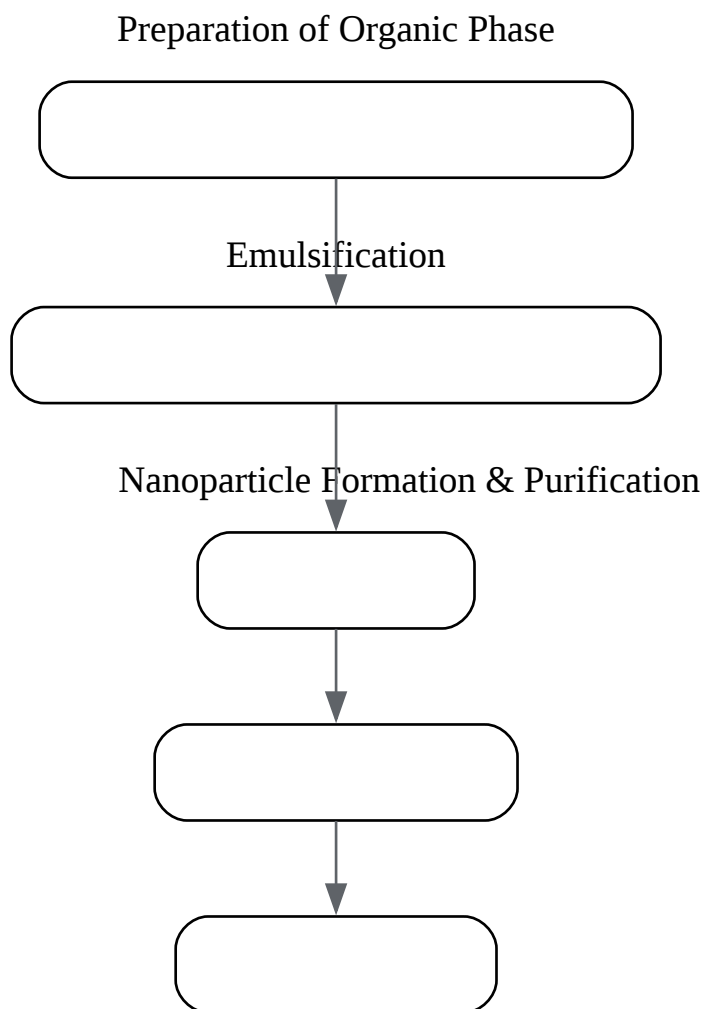 Preparation of Organic Phase
Emulsification
Nanoparticle Formation & Purification